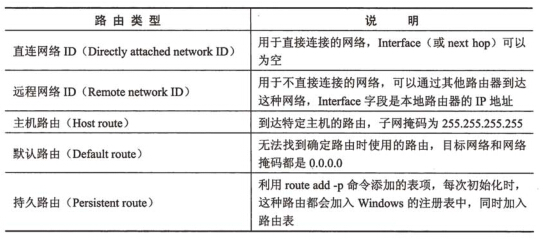 路由类型
说明
直连网络 ID（Directly attached network ID）
用于直接连接的网络，Interface（或 next hop）可以
为空
远程网络 ID（Remote network ID）
用于不直接连接的网络，可以通过其他路由器到达
这种网络，Interface 字段是本地路由器的 IP 地址
主机路由（Host route）
到达特定主机的路由，子网掩码为 255.255.255.255
默认路由（Default route）
无法找到确定路由时使用的路由，目标网络和网络
掩码都是 0.0.0.0
持久路由（Persistent route）
利用 route add -p 命令添加的表项，每次初始化时，
这种路由都会加入 Windows 的注册表中，同时加入
路由表